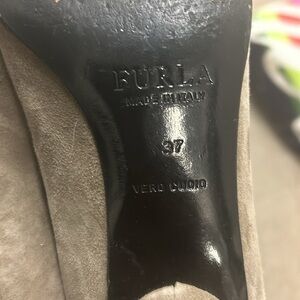 FURLA
MADE IN ITALY
37
VERO CUOIO